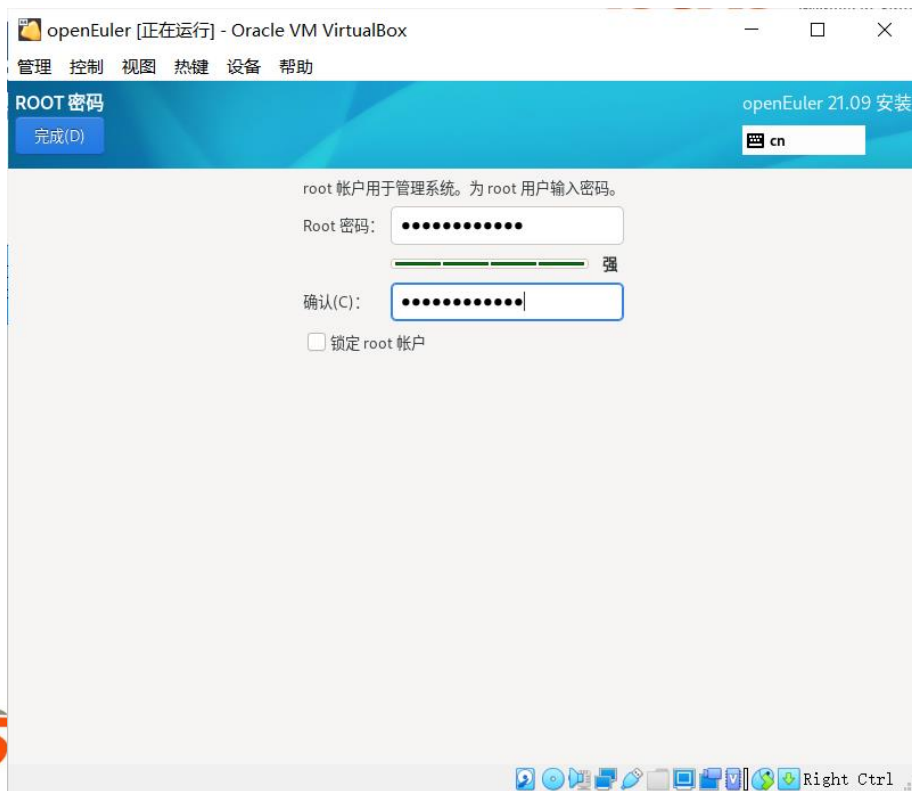 openEuler [正在运行] - Oracle VM VirtualBox
管理 控制 视图 热键 设备 帮助
ROOT 密码
openEuler 21.09 安装
完成(D)
cn
root 帐户用于管理系统。为 root 用户输入密码。
Root 密码： ●●●●●●●●●●●●
强
确认(C)： ●●●●●●●●●●●●
锁定 root 帐户
Right Ctrl